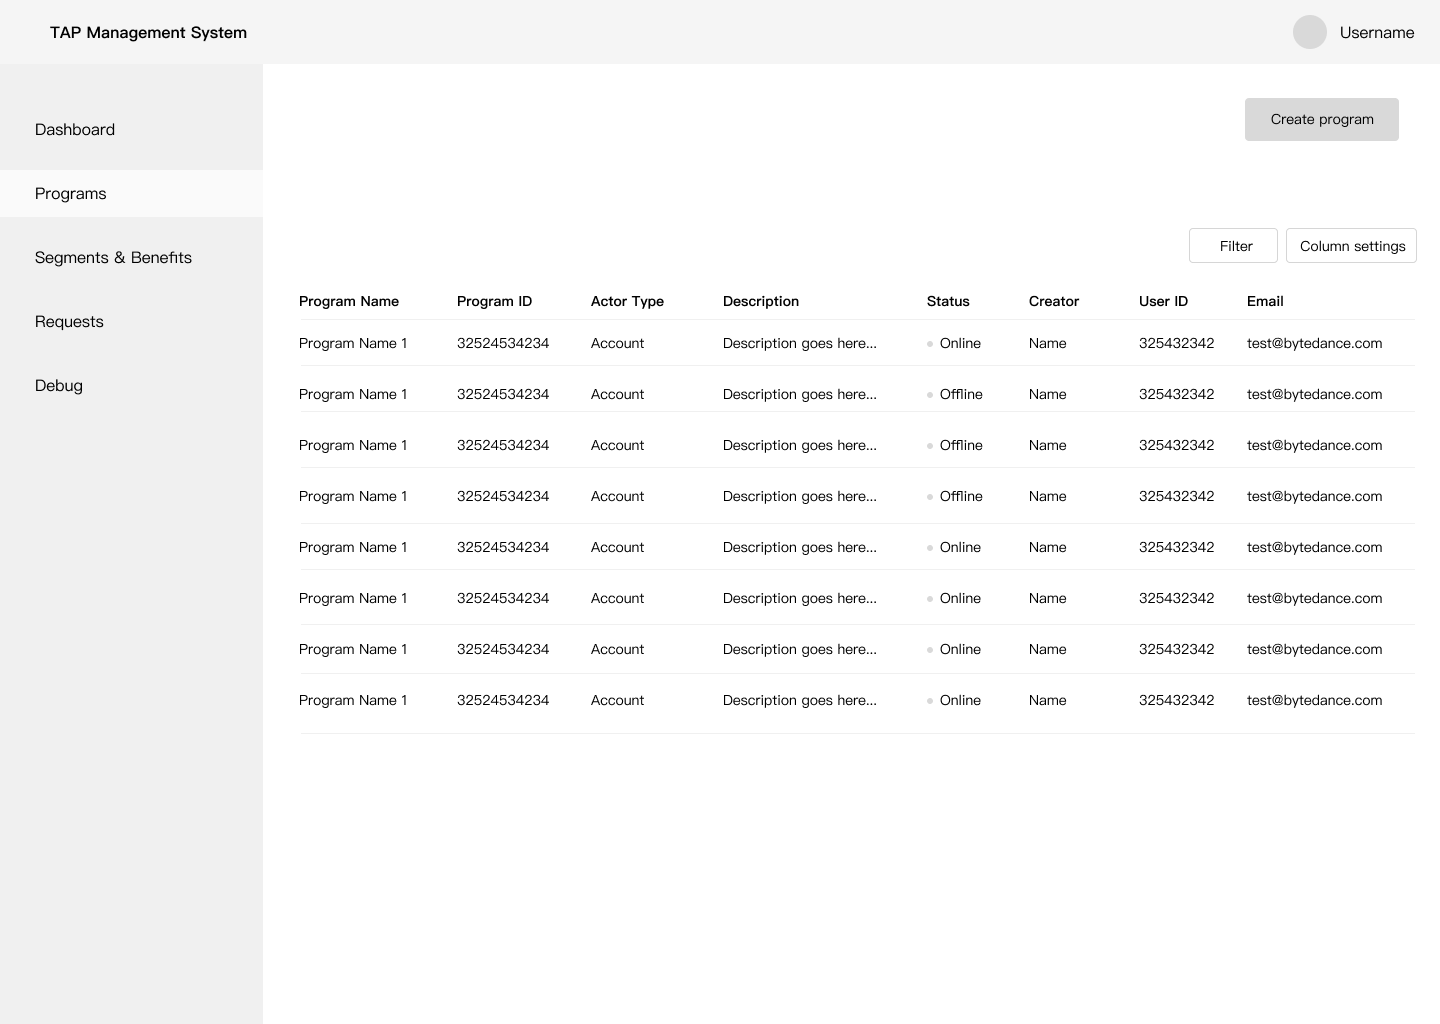 TAP Management System
Username
Dashboard
Programs
Segments & Benefits
Requests
Debug
Create program
Filter
Column settings
Program Name Program ID Actor Type Description Status Creator User ID Email
Program Name 1 32524534234 Account Description goes here... Online Name 325432342 test@bytedance.com
Program Name 1 32524534234 Account Description goes here... Offline Name 325432342 test@bytedance.com
Program Name 1 32524534234 Account Description goes here... Offline Name 325432342 test@bytedance.com
Program Name 1 32524534234 Account Description goes here... Offline Name 325432342 test@bytedance.com
Program Name 1 32524534234 Account Description goes here... Online Name 325432342 test@bytedance.com
Program Name 1 32524534234 Account Description goes here... Online Name 325432342 test@bytedance.com
Program Name 1 32524534234 Account Description goes here... Online Name 325432342 test@bytedance.com
Program Name 1 32524534234 Account Description goes here... Online Name 325432342 test@bytedance.com